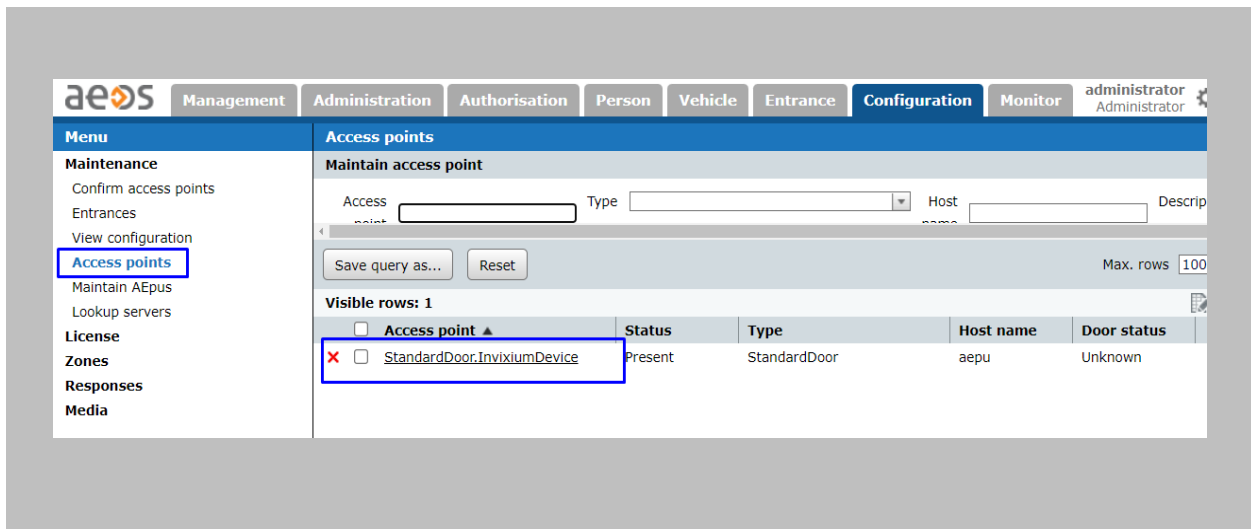 aeos Management Administration Authorisation Person Vehicle Entrance Configuration Monitor administrator
Administrator
Menu
Maintenance
Confirm access points
Entrances
View configuration
Access points
Maintain AEpus
Lookup servers
License
Zones
Responses
Media
Access points
Maintain access point
Access point Type Host name Descrip
Save query as... Reset Max. rows 100
Visible rows: 1
Access point ▲ Status Type Host name Door status
StandardDoor.InvixiumDevice Present StandardDoor aepu Unknown